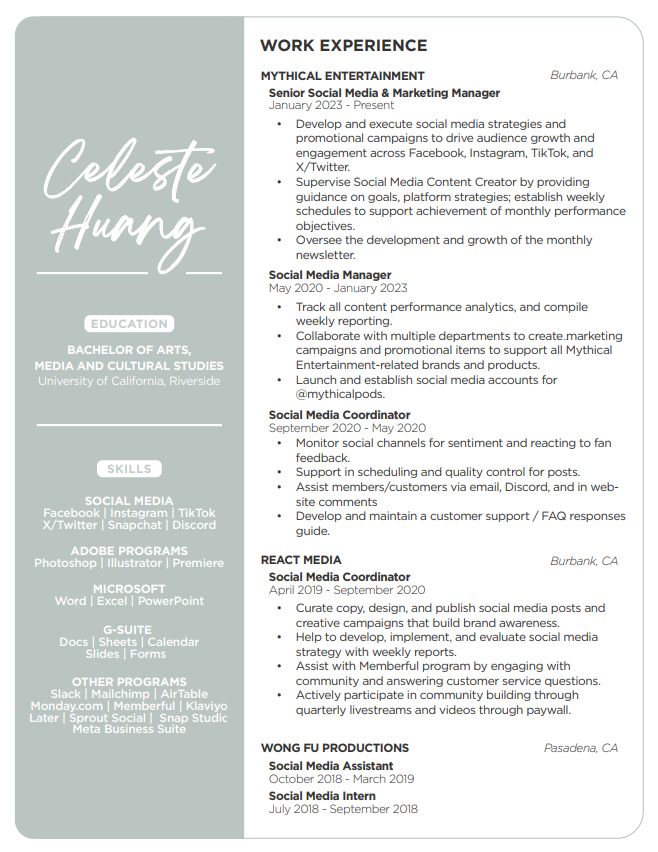 Celeste
Huang
EDUCATION
BACHELOR OF ARTS,
MEDIA AND CULTURAL STUDIES
University of California, Riverside
SKILLS
SOCIAL MEDIA
Facebook | Instagram | TikTok
X/Twitter | Snapchat | Discord
ADOBE PROGRAMS
Photoshop | Illustrator | Premiere
MICROSOFT
Word | Excel | PowerPoint
G-SUITE
Docs | Sheets | Calendar
Slides | Forms
OTHER PROGRAMS
Slack | Mailchimp | AirTable
Monday.com | Memberful | Klaviyo
Later | Sprout Social | Snap Studio
Meta Business Suite
WORK EXPERIENCE
MYTHICAL ENTERTAINMENT Burbank, CA
Senior Social Media & Marketing Manager
January 2023 - Present
• Develop and execute social media strategies and
promotional campaigns to drive audience growth and
engagement across Facebook, Instagram, TikTok, and
X/Twitter.
• Supervise Social Media Content Creator by providing
guidance on goals, platform strategies; establish weekly
schedules to support achievement of monthly performance
objectives.
• Oversee the development and growth of the monthly
newsletter.
Social Media Manager
May 2020 - January 2023
• Track all content performance analytics, and compile
weekly reporting.
• Collaborate with multiple departments to create marketing
campaigns and promotional items to support all Mythical
Entertainment-related brands and products.
• Launch and establish social media accounts for
@mythicalpods.
Social Media Coordinator
September 2020 - May 2020
• Monitor social channels for sentiment and reacting to fan
feedback.
• Support in scheduling and quality control for posts.
• Assist members/customers via email, Discord, and in web-
site comments
• Develop and maintain a customer support / FAQ responses
guide.
REACT MEDIA Burbank, CA
Social Media Coordinator
April 2019 - September 2020
• Curate copy, design, and publish social media posts and
creative campaigns that build brand awareness.
• Help to develop, implement, and evaluate social media
strategy with weekly reports.
• Assist with Memberful program by engaging with
community and answering customer service questions.
• Actively participate in community building through
quarterly livestreams and videos through paywall.
WONG FU PRODUCTIONS Pasadena, CA
Social Media Assistant
October 2018 - March 2019
Social Media Intern
July 2018 - September 2018